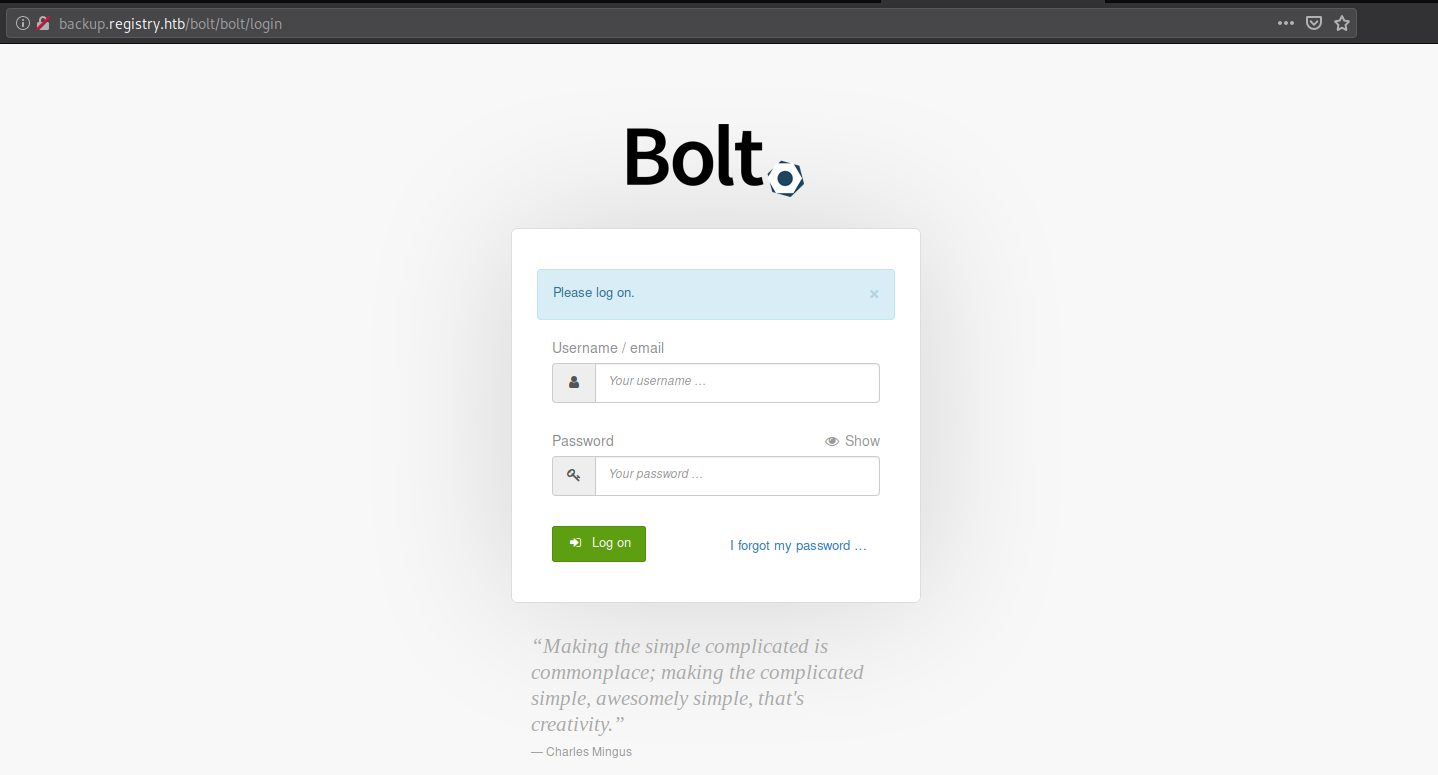 backup.registry.htb/bolt/bolt/login
Bolt
Please log on.
Username / email
Your username …
Password
Show
Your password …
Log on
I forgot my password …
“Making the simple complicated is
commonplace; making the complicated
simple, awesomely simple, that's
creativity.”
— Charles Mingus